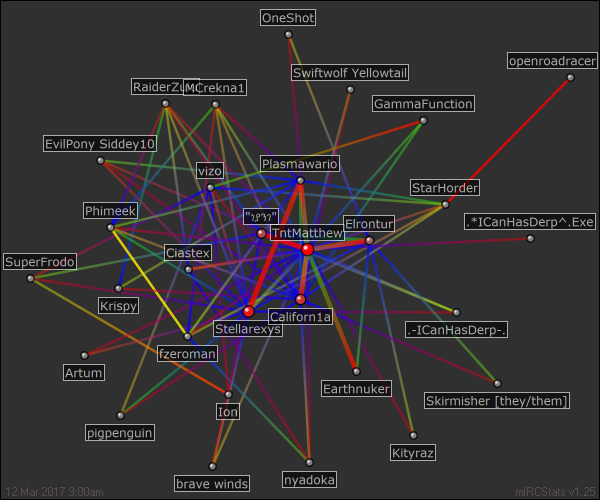 OneShot
openroadracer
Swiftwolf Yellowtail
RaiderZu
MCrekna1
GammaFunction
EvilPony Siddey10
vizo
Plasmawario
StarHorder
Phimeek
Elrontur
TntMatthew
.*ICanHasDerp^.Exe
SuperFrodo
Ciastex
Krispy
Californ1a
Stellarexys
.-ICanHasDerp-.
fzeroman
Artum
Earthnuker
Skirmisher [they/them]
Ion
pigpenguin
Kityraz
brave winds
nyadoka
12 Mar 2017 9:00am
mIRCStats v1.25